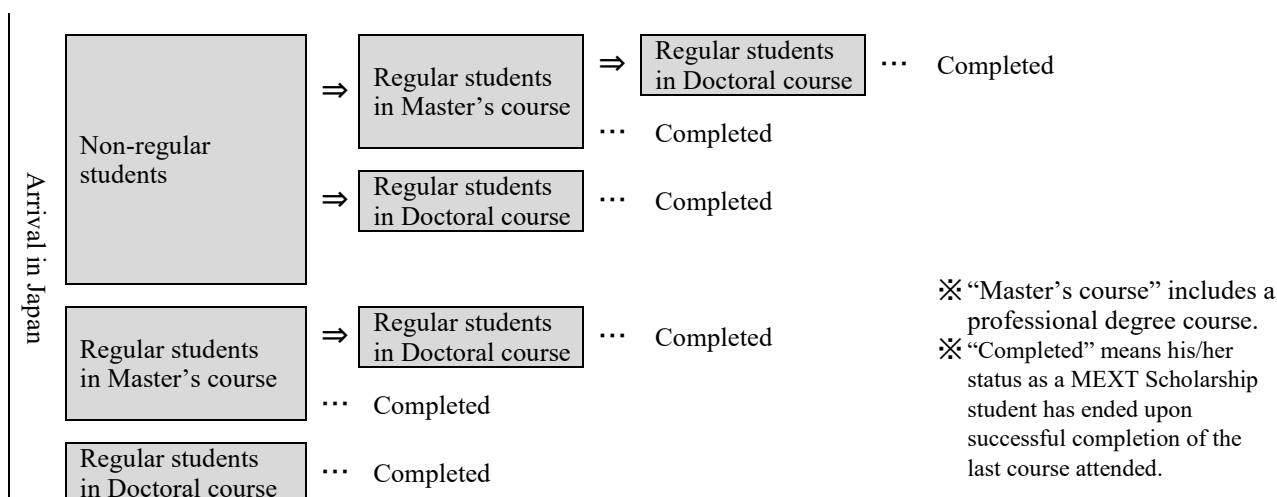 Arrival in Japan
Non-regular
students
⇒
Regular students
in Master’s course
⇒
Regular students
in Doctoral course
… Completed
… Completed
⇒
Regular students
in Doctoral course
… Completed
Regular students
in Master’s course
⇒
Regular students
in Doctoral course
… Completed
… Completed
Regular students
in Doctoral course
… Completed
※ “Master’s course” includes a
professional degree course.
※ “Completed” means his/her
status as a MEXT Scholarship
student has ended upon
successful completion of the
last course attended.